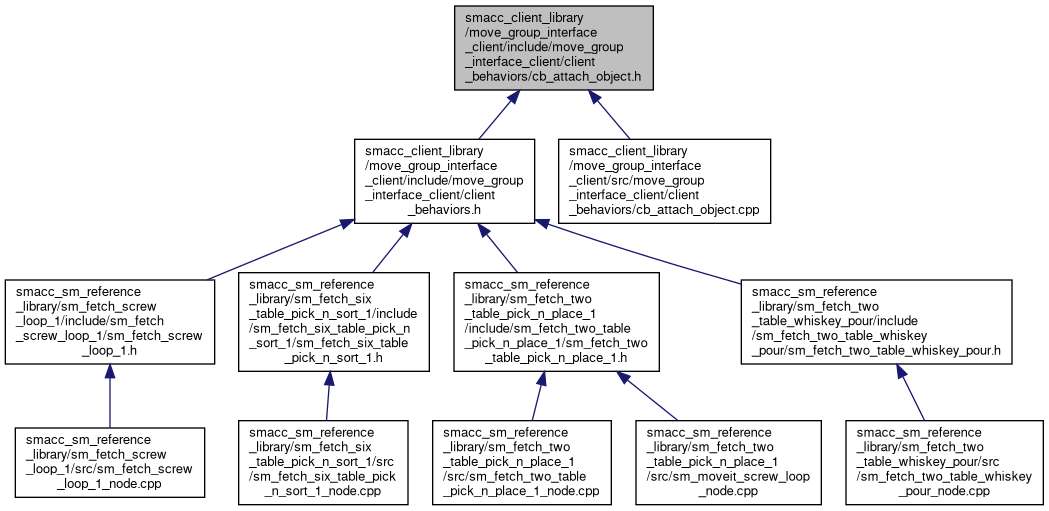 smacc_client_library
/move_group_interface
_client/include/move_group
_interface_client/client
_behaviors/cb_attach_object.h
smacc_client_library
/move_group_interface
_client/include/move_group
_interface_client/client
_behaviors.h
smacc_client_library
/move_group_interface
_client/src/move_group
_interface_client/client
_behaviors/cb_attach_object.cpp
smacc_sm_reference
_library/sm_fetch_screw
_loop_1/include/sm_fetch
_screw_loop_1/sm_fetch_screw
_loop_1.h
smacc_sm_reference
_library/sm_fetch_six
_table_pick_n_sort_1/include
/sm_fetch_six_table_pick_n
_sort_1/sm_fetch_six_table
_pick_n_sort_1.h
smacc_sm_reference
_library/sm_fetch_two
_table_pick_n_place_1
/include/sm_fetch_two_table
_pick_n_place_1/sm_fetch_two
_table_pick_n_place_1.h
smacc_sm_reference
_library/sm_fetch_two
_table_whiskey_pour/include
/sm_fetch_two_table_whiskey
_pour/sm_fetch_two_table_whiskey_pour.h
smacc_sm_reference
_library/sm_fetch_screw
_loop_1/src/sm_fetch_screw
_loop_1_node.cpp
smacc_sm_reference
_library/sm_fetch_six
_table_pick_n_sort_1/src
/sm_fetch_six_table_pick
_n_sort_1_node.cpp
smacc_sm_reference
_library/sm_fetch_two
_table_pick_n_place_1
/src/sm_fetch_two_table
_pick_n_place_1_node.cpp
smacc_sm_reference
_library/sm_fetch_two
_table_pick_n_place_1
/src/sm_moveit_screw_loop
_node.cpp
smacc_sm_reference
_library/sm_fetch_two
_table_whiskey_pour/src
/sm_fetch_two_table_whiskey
_pour_node.cpp